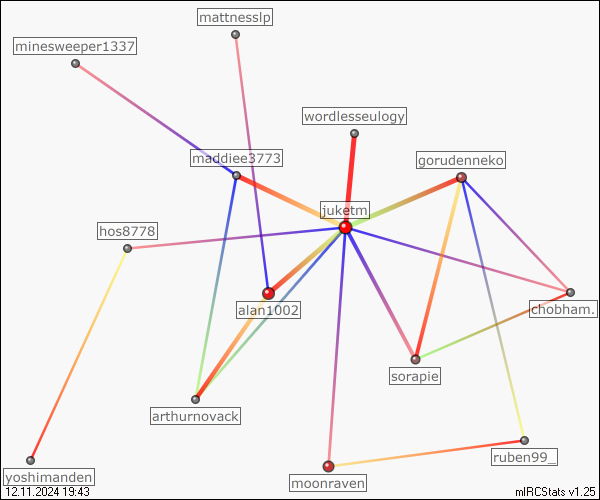 mattnesslp
minesweeper1337
wordlesseulogy
maddiee3773
gorudenneko
juketm
hos8778
alan1002
chobham.
sorapie
arthurnovack
ruben99_
yoshimanden
moonraven
12.11.2024 19:43
mIRCStats v1.25